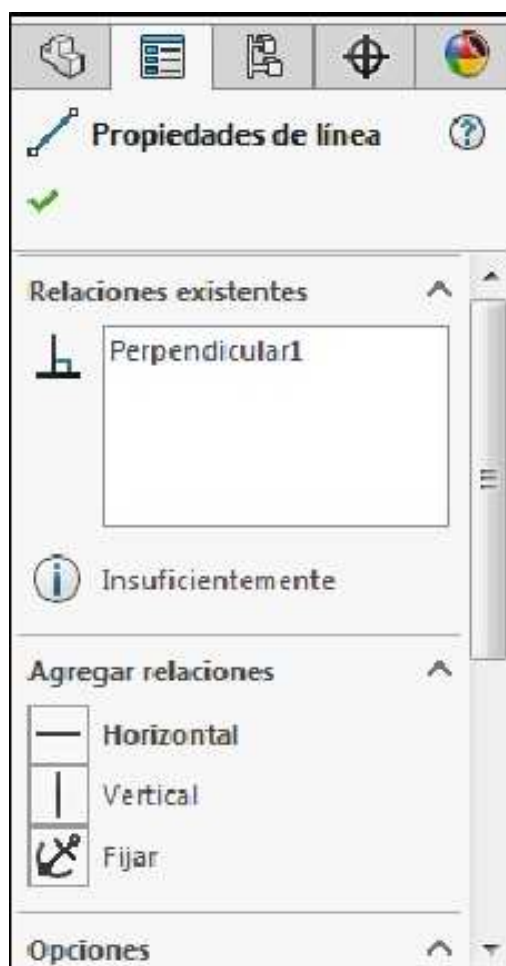 Propiedades de línea
Relaciones existentes
Perpendicular1
Insuficientemente
Agregar relaciones
Horizontal
Vertical
Fijar
Opciones